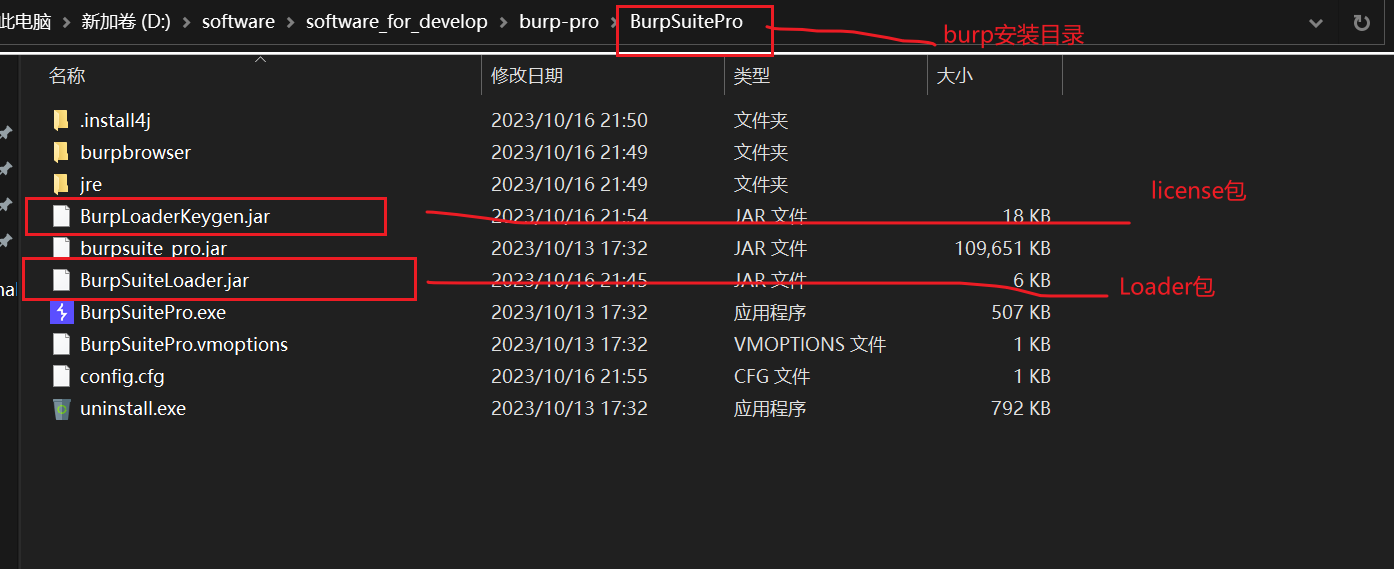 此电脑 > 新加卷 (D:) > software > software_for_develop > burp-pro > BurpSuitePro
burp安装目录
名称 修改日期 类型 大小
.install4j 2023/10/16 21:50 文件夹
burpbrowser 2023/10/16 21:49 文件夹
jre 2023/10/16 21:49 文件夹
license包
BurpLoaderKeygen.jar 2023/10/16 21:54 JAR 文件 18 KB
burpsuite_pro.jar 2023/10/13 17:32 JAR 文件 109,651 KB
BurpSuiteLoader.jar 2023/10/16 21:45 JAR 文件 6 KB
Loader包
BurpSuitePro.exe 2023/10/13 17:32 应用程序 507 KB
BurpSuitePro.vmoptions 2023/10/13 17:32 VMOPTIONS 文件 1 KB
config.cfg 2023/10/16 21:55 CFG 文件 1 KB
uninstall.exe 2023/10/13 17:32 应用程序 792 KB